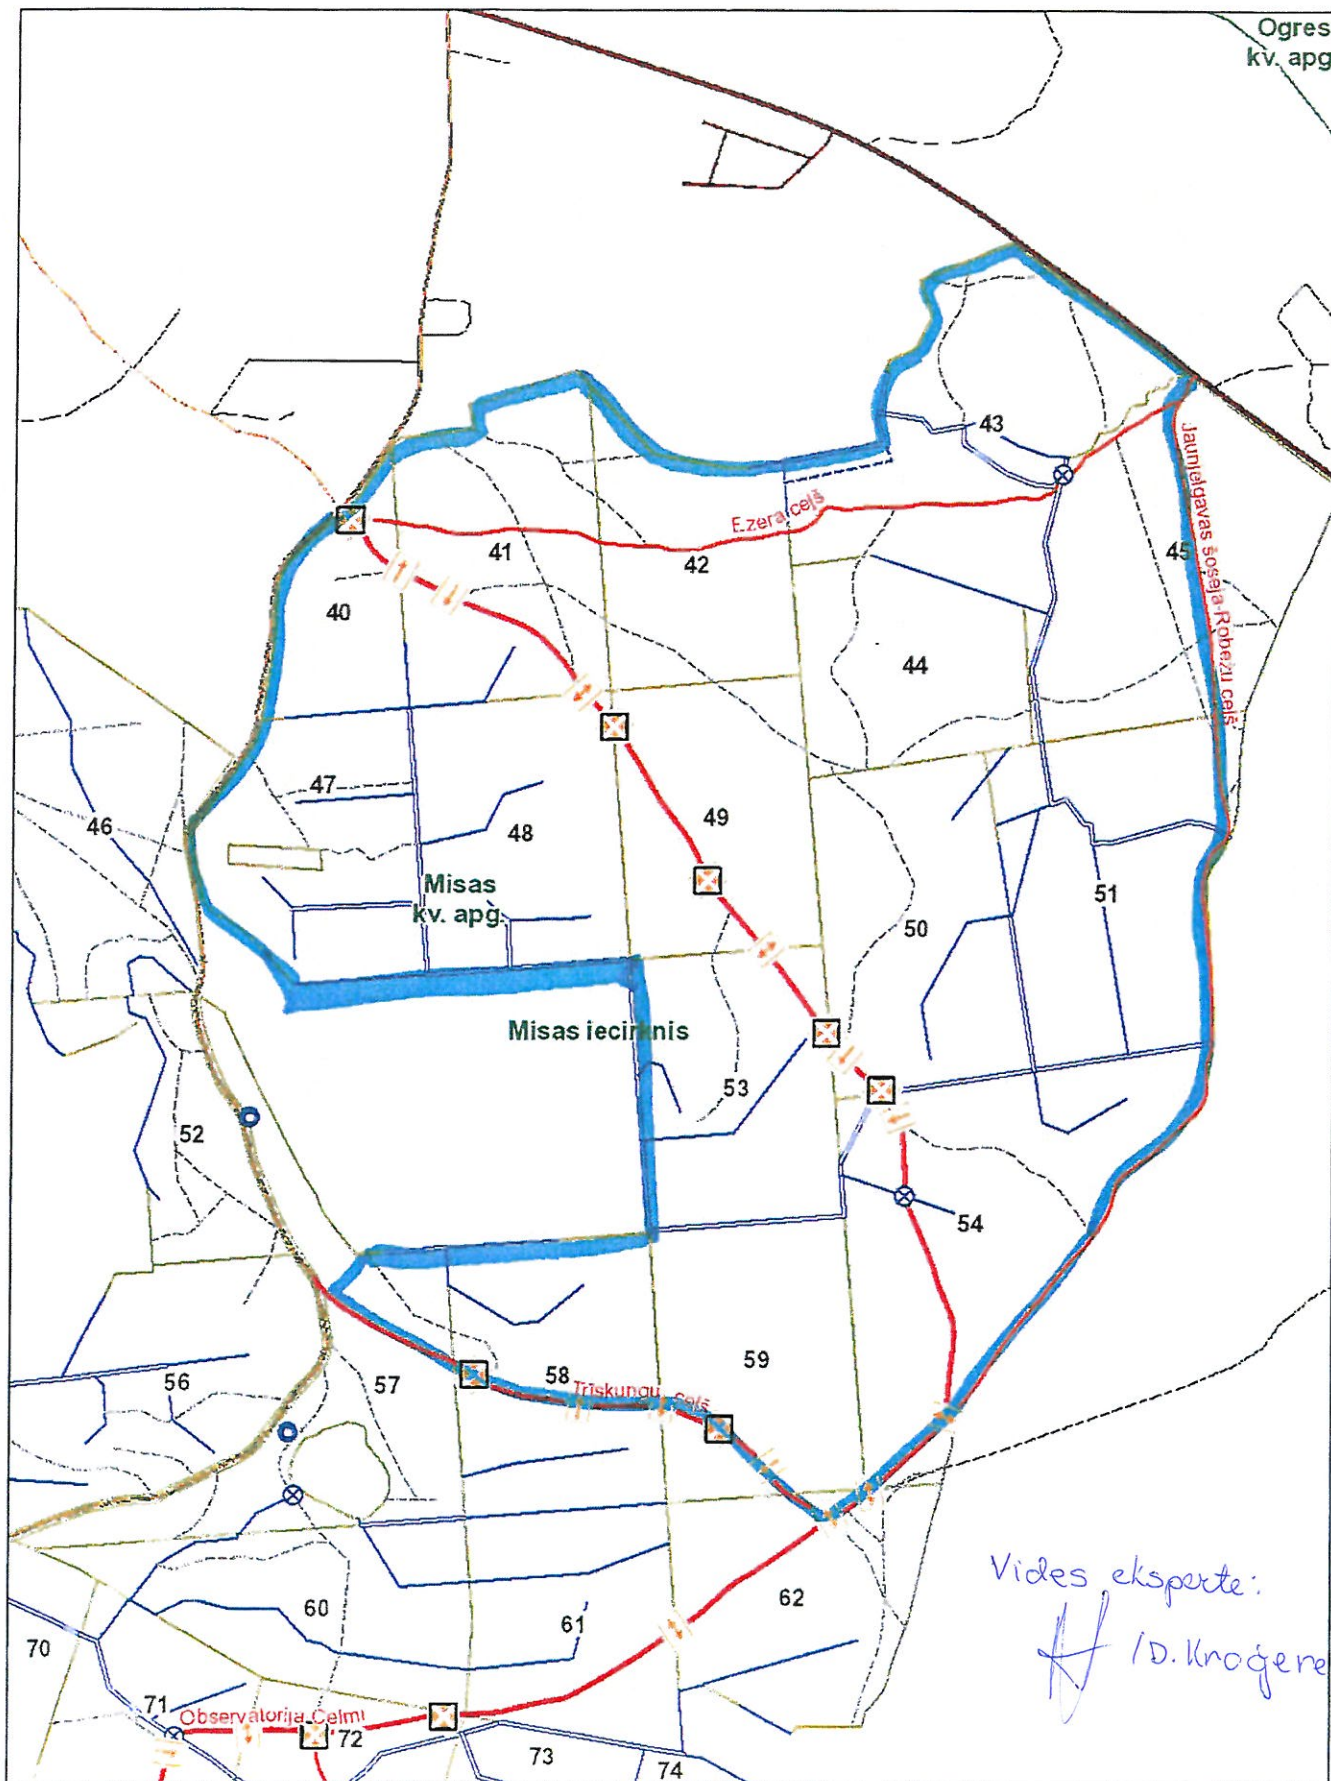 Ogres
kv. apg
43
Jaunjelgavas šoseja-Robežu ceļš
Ezera ceļš
41
42
45
40
44
47
46
48
49
Misas
kv. apg.
51
50
Misas iecirknis
53
52
54
59
58
Trīskungu ceļš
56
57
Vides eksperte:
/D. Kroģere
60
61
62
70
71
Observatorija Celmi
72
73
74